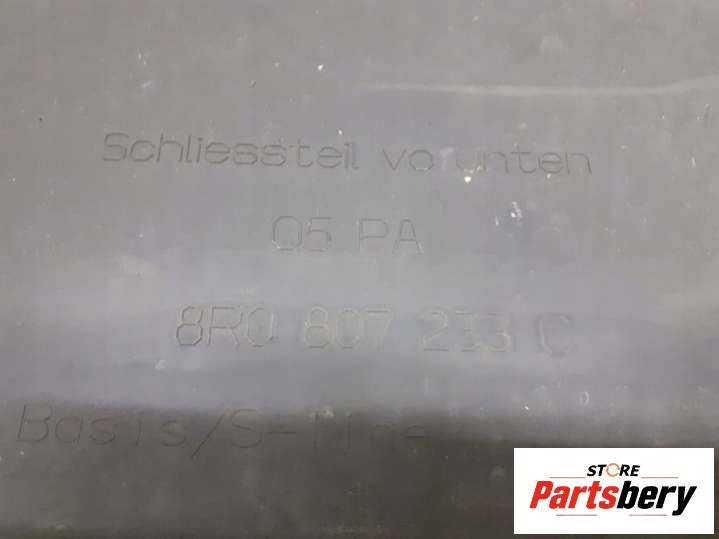 Schliessteil vo unten
Q5 PA
8R0 807 233 C
Basis/S-line
STORE
Partsbery